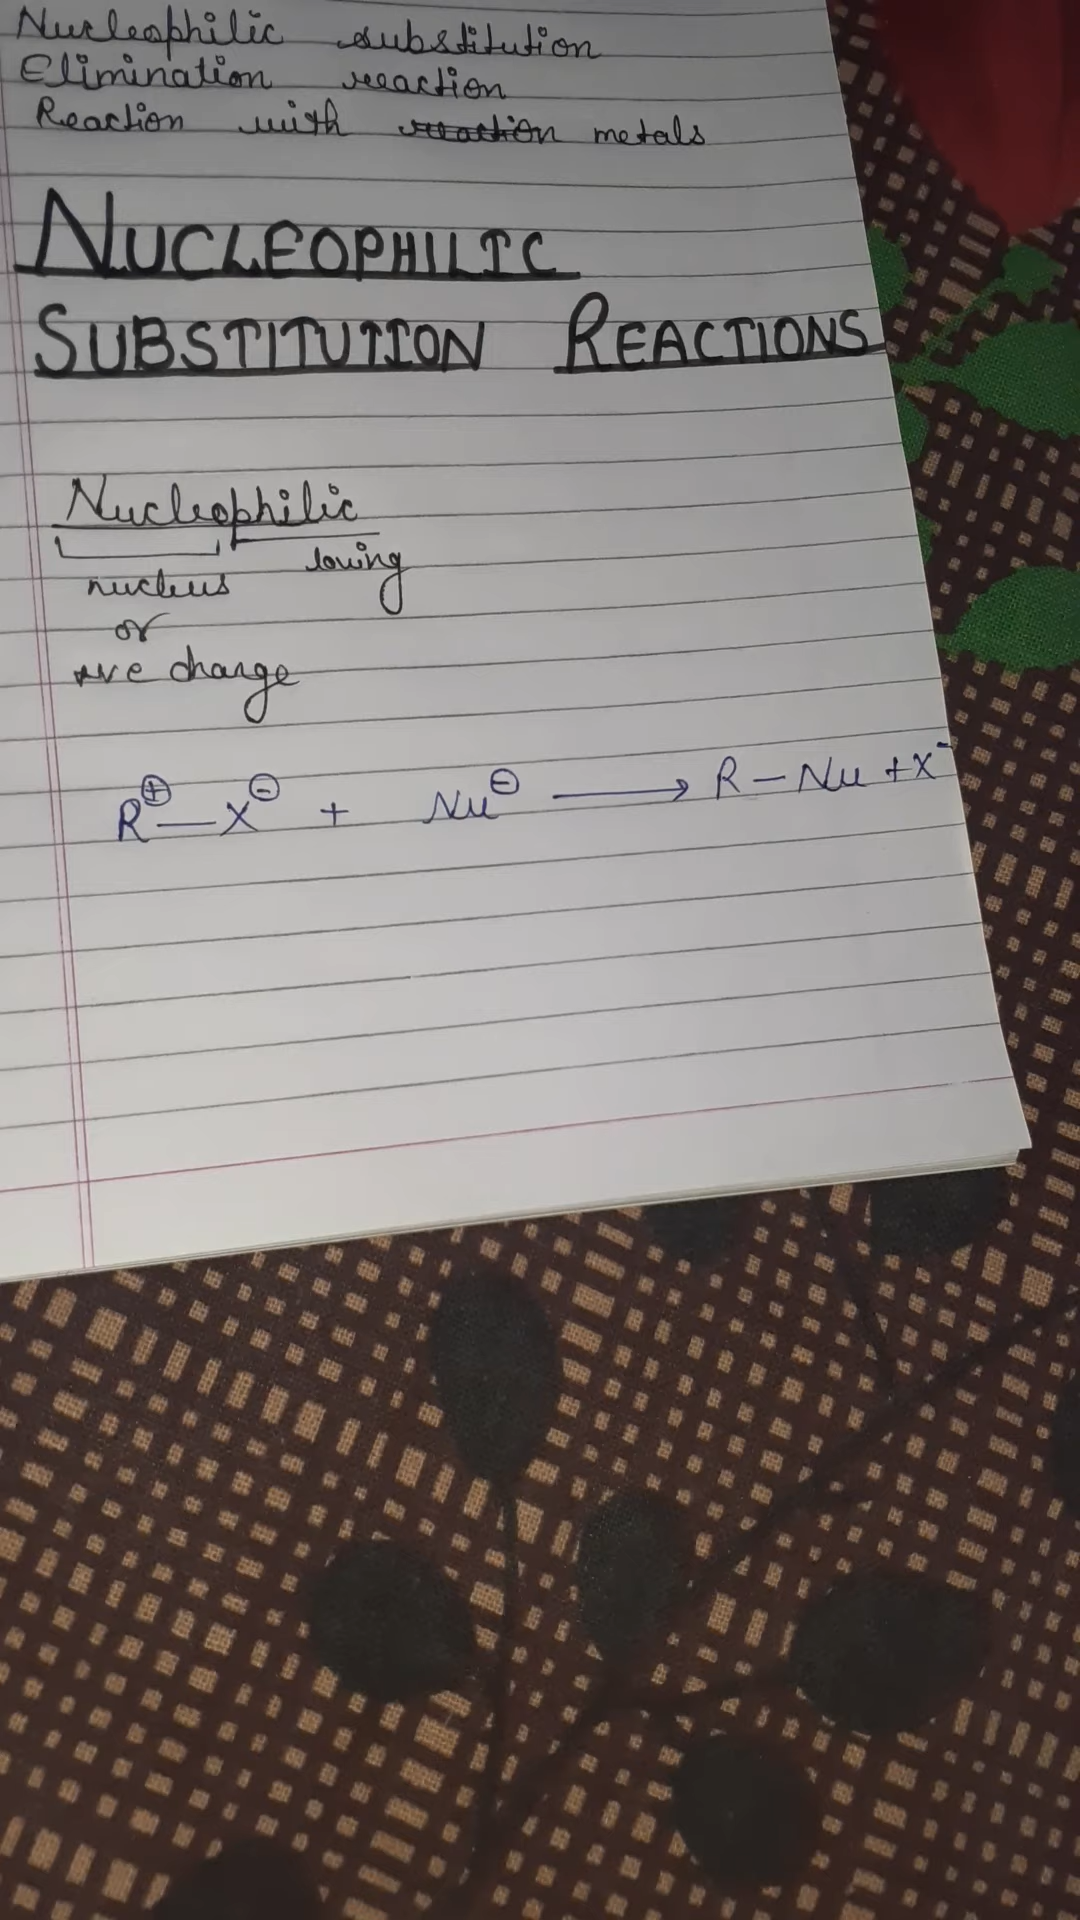 Nucleophilic substitution
Elimination reaction
Reaction with reaction metals
NUCLEOPHILIC
SUBSTITUTION REACTIONS
Nucleophilic
nucleus loving
or
+ve charge
R⊕—X⊖ + Nu⊖ ⟶ R—Nu + X⁻